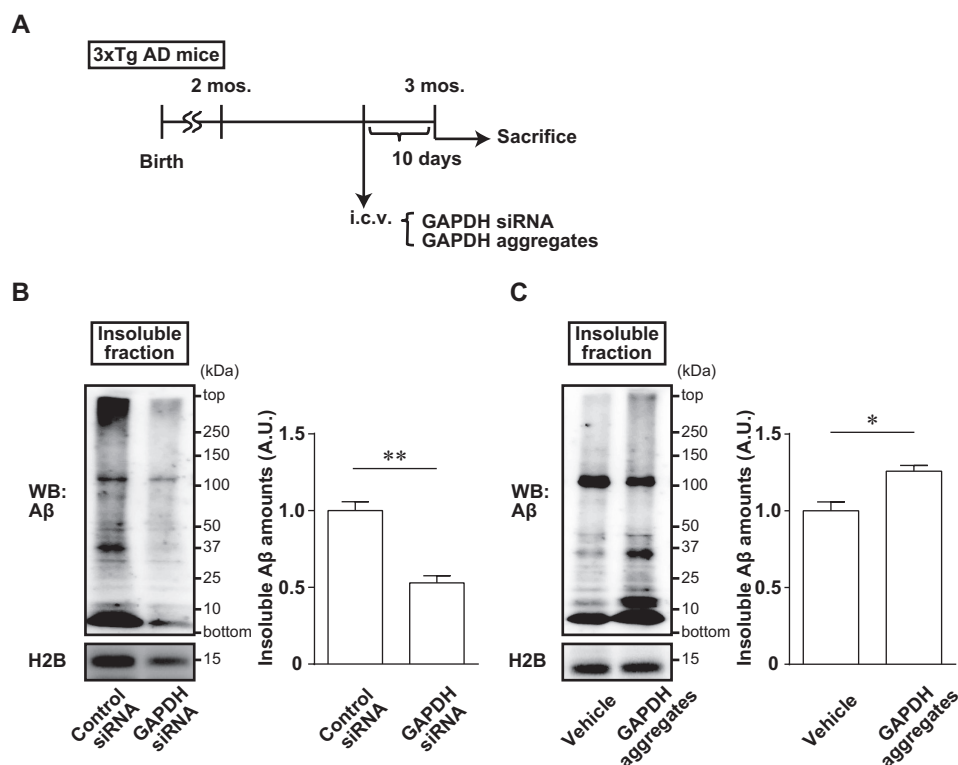 A
3xTg AD mice
2 mos.
3 mos.
Birth
10 days
Sacrifice
i.c.v.
GAPDH siRNA
GAPDH aggregates
B
Insoluble
fraction
(kDa)
top
250
150
100
50
37
25
10
bottom
WB:
Aβ
H2B
15
Control
siRNA
GAPDH
siRNA
Insoluble Aβ amounts (A.U.)
1.5
1.0
0.5
0
**
Control
siRNA
GAPDH
siRNA
C
Insoluble
fraction
(kDa)
top
250
150
100
50
37
25
10
bottom
WB:
Aβ
H2B
15
Vehicle
GAPDH
aggregates
Insoluble Aβ amounts (A.U.)
1.5
1.0
0.5
0
*
Vehicle
GAPDH
aggregates